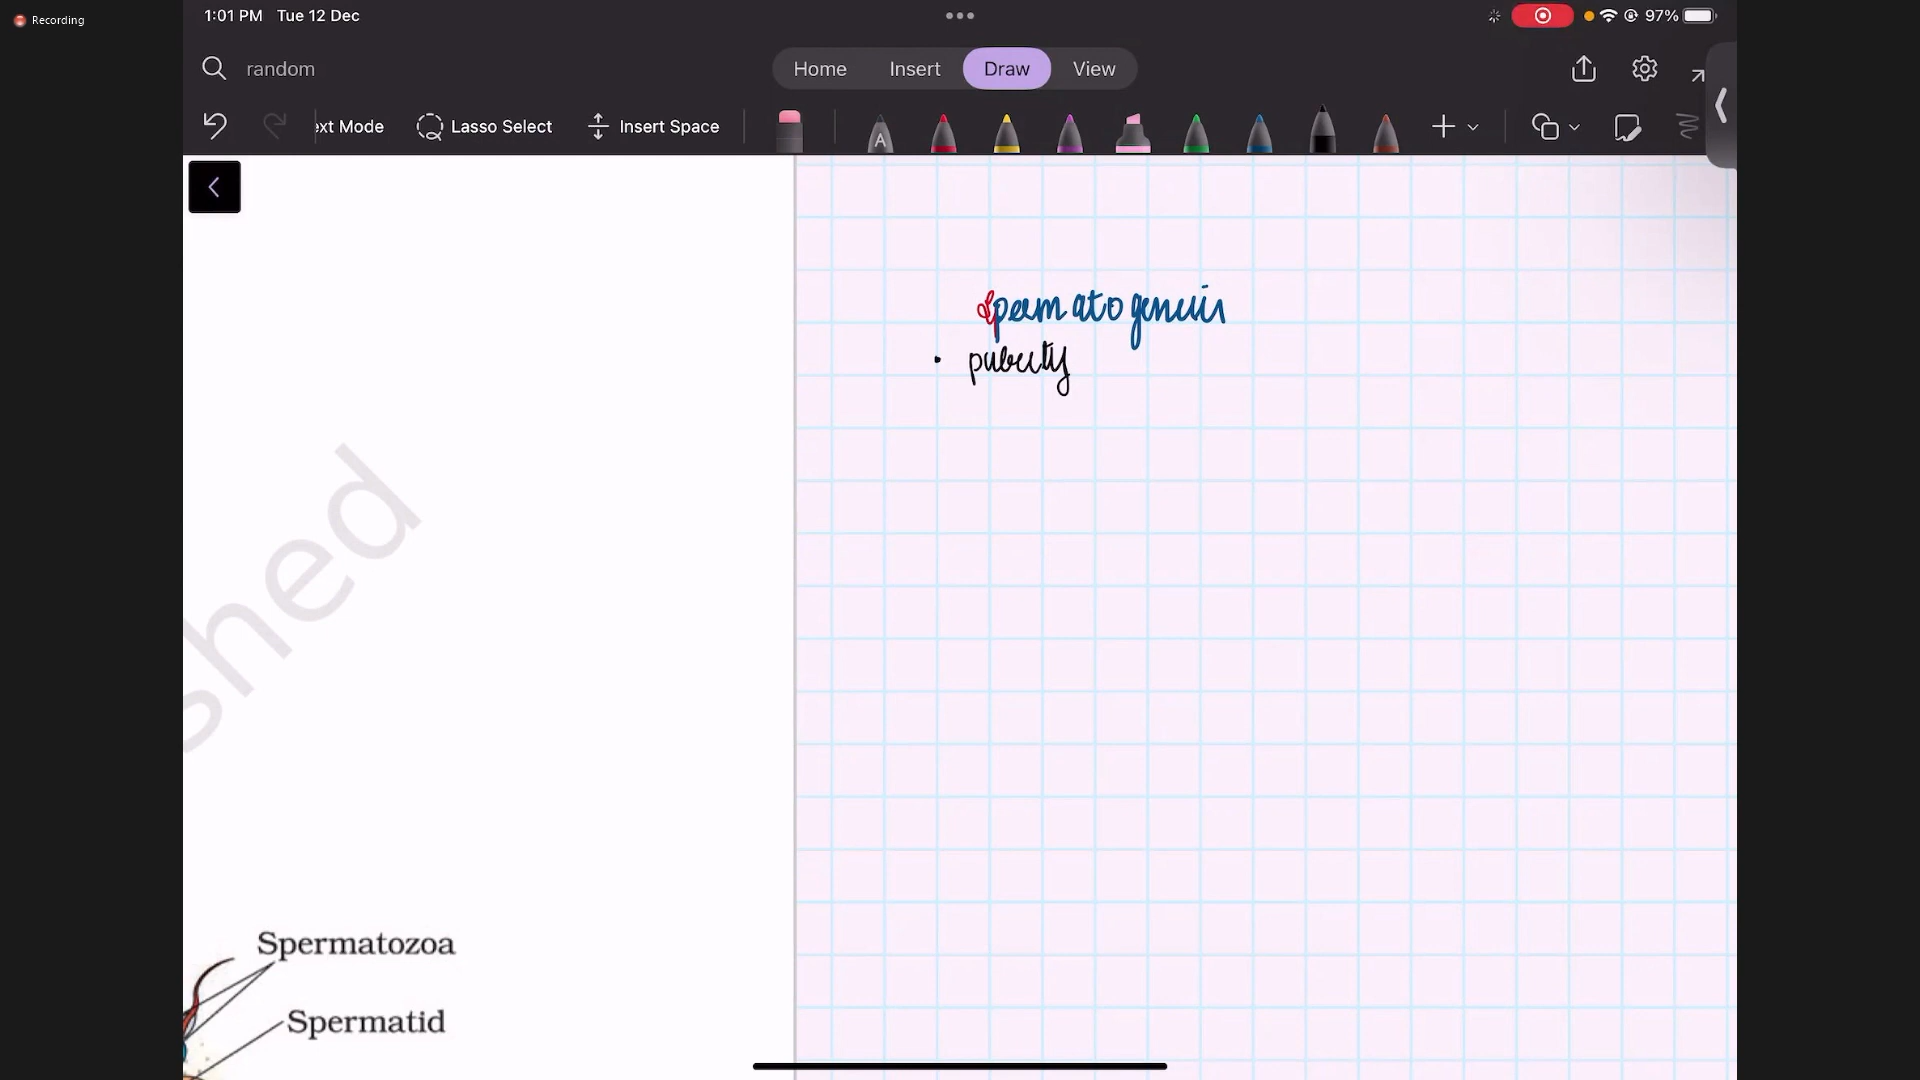 Recording
1:01 PM Tue 12 Dec
97%
random
Home Insert Draw View
ext Mode Lasso Select Insert Space
A
Spermatogenesis
• puberty
shed
Spermatozoa
Spermatid